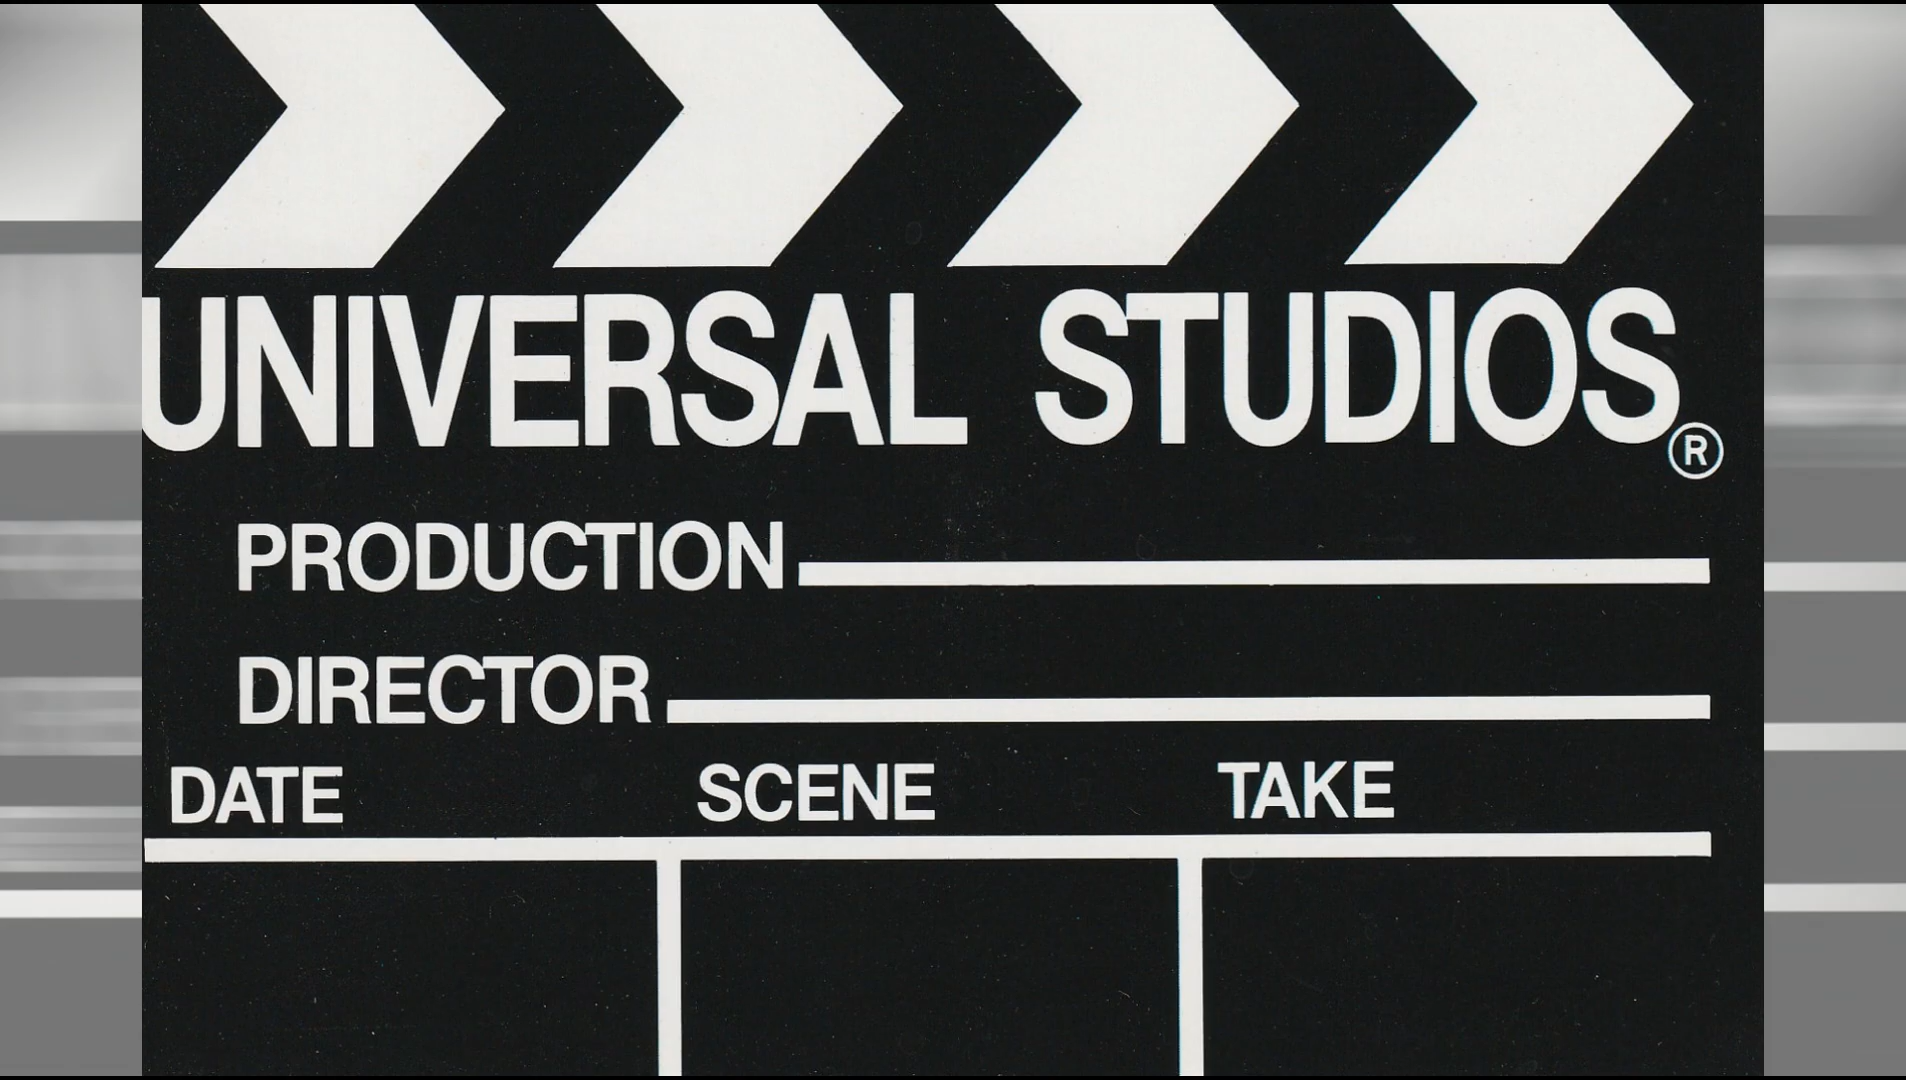 UNIVERSAL STUDIOS®
PRODUCTION
DIRECTOR
DATE SCENE TAKE